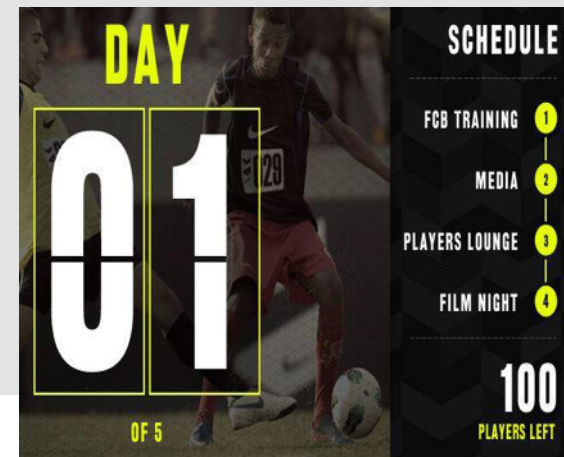 DAY
01
OF 5
029
SCHEDULE
FCB TRAINING 1
MEDIA 2
PLAYERS LOUNGE 3
FILM NIGHT 4
100
PLAYERS LEFT